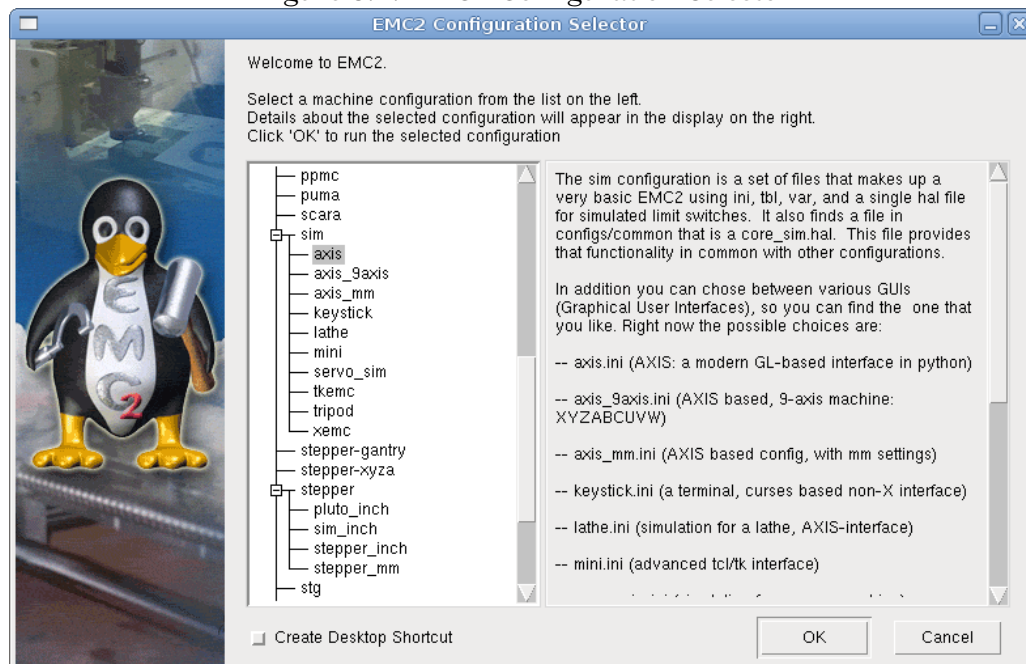 EMC2 Configuration Selector
Welcome to EMC2.
Select a machine configuration from the list on the left.
Details about the selected configuration will appear in the display on the right.
Click 'OK' to run the selected configuration
ppmc
puma
scara
sim
axis
axis_9axis
axis_mm
keystick
lathe
mini
servo_sim
tkemc
tripod
xemc
stepper-gantry
stepper-xyza
stepper
pluto_inch
sim_inch
stepper_inch
stepper_mm
stg
The sim configuration is a set of files that makes up a
very basic EMC2 using ini, tbl, var, and a single hal file
for simulated limit switches. It also finds a file in
configs/common that is a core_sim.hal. This file provides
that functionality in common with other configurations.
In addition you can chose between various GUIs
(Graphical User Interfaces), so you can find the one that
you like. Right now the possible choices are:
-- axis.ini (AXIS: a modern GL-based interface in python)
-- axis_9axis.ini (AXIS based, 9-axis machine:
XYZABCUVW)
-- axis_mm.ini (AXIS based config, with mm settings)
-- keystick.ini (a terminal, curses based non-X interface)
-- lathe.ini (simulation for a lathe, AXIS-interface)
-- mini.ini (advanced tcl/tk interface)
EMC2
Create Desktop Shortcut
OK
Cancel